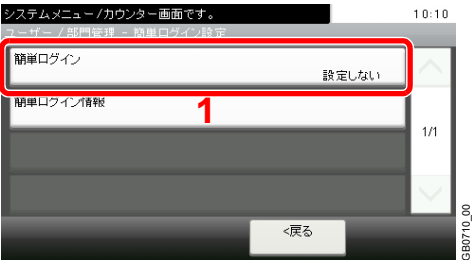 システムメニュー/カウンター画面です。
10:10
ユーザー / 部門管理 - 簡単ログイン設定
簡単ログイン
設定しない
簡単ログイン情報
1
1/1
<戻る
GB0710_00